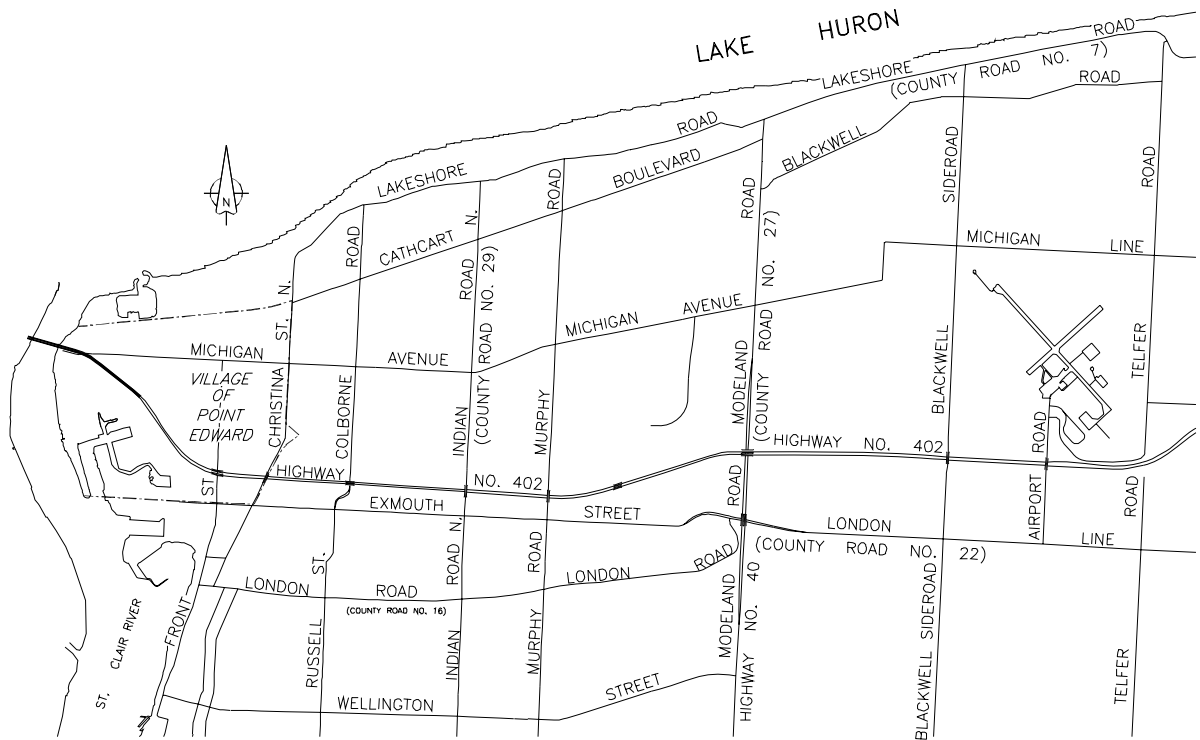 LAKE HURON
LAKESHORE ROAD
(COUNTY ROAD NO. 7)
BLACKWELL ROAD
LAKESHORE ROAD
CATHCART BOULEVARD
N
MICHIGAN LINE
MICHIGAN AVENUE
MICHIGAN AVENUE
VILLAGE
OF
POINT
EDWARD
CHRISTINA ST. N.
COLBORNE ROAD
INDIAN ROAD N.
(COUNTY ROAD NO. 29)
MURPHY ROAD
MODELAND ROAD
(COUNTY ROAD NO. 27)
BLACKWELL SIDEROAD
TELFER ROAD
AIRPORT ROAD
HIGHWAY NO. 402
HIGHWAY NO. 402
EXMOUTH STREET
LONDON LINE
(COUNTY ROAD NO. 22)
LONDON ROAD
(COUNTY ROAD NO. 16)
LONDON ROAD
FRONT ST.
RUSSELL ST.
INDIAN ROAD N.
MURPHY ROAD
MODELAND ROAD
HIGHWAY NO. 40
BLACKWELL SIDEROAD
TELFER ROAD
WELLINGTON STREET
ST. CLAIR RIVER